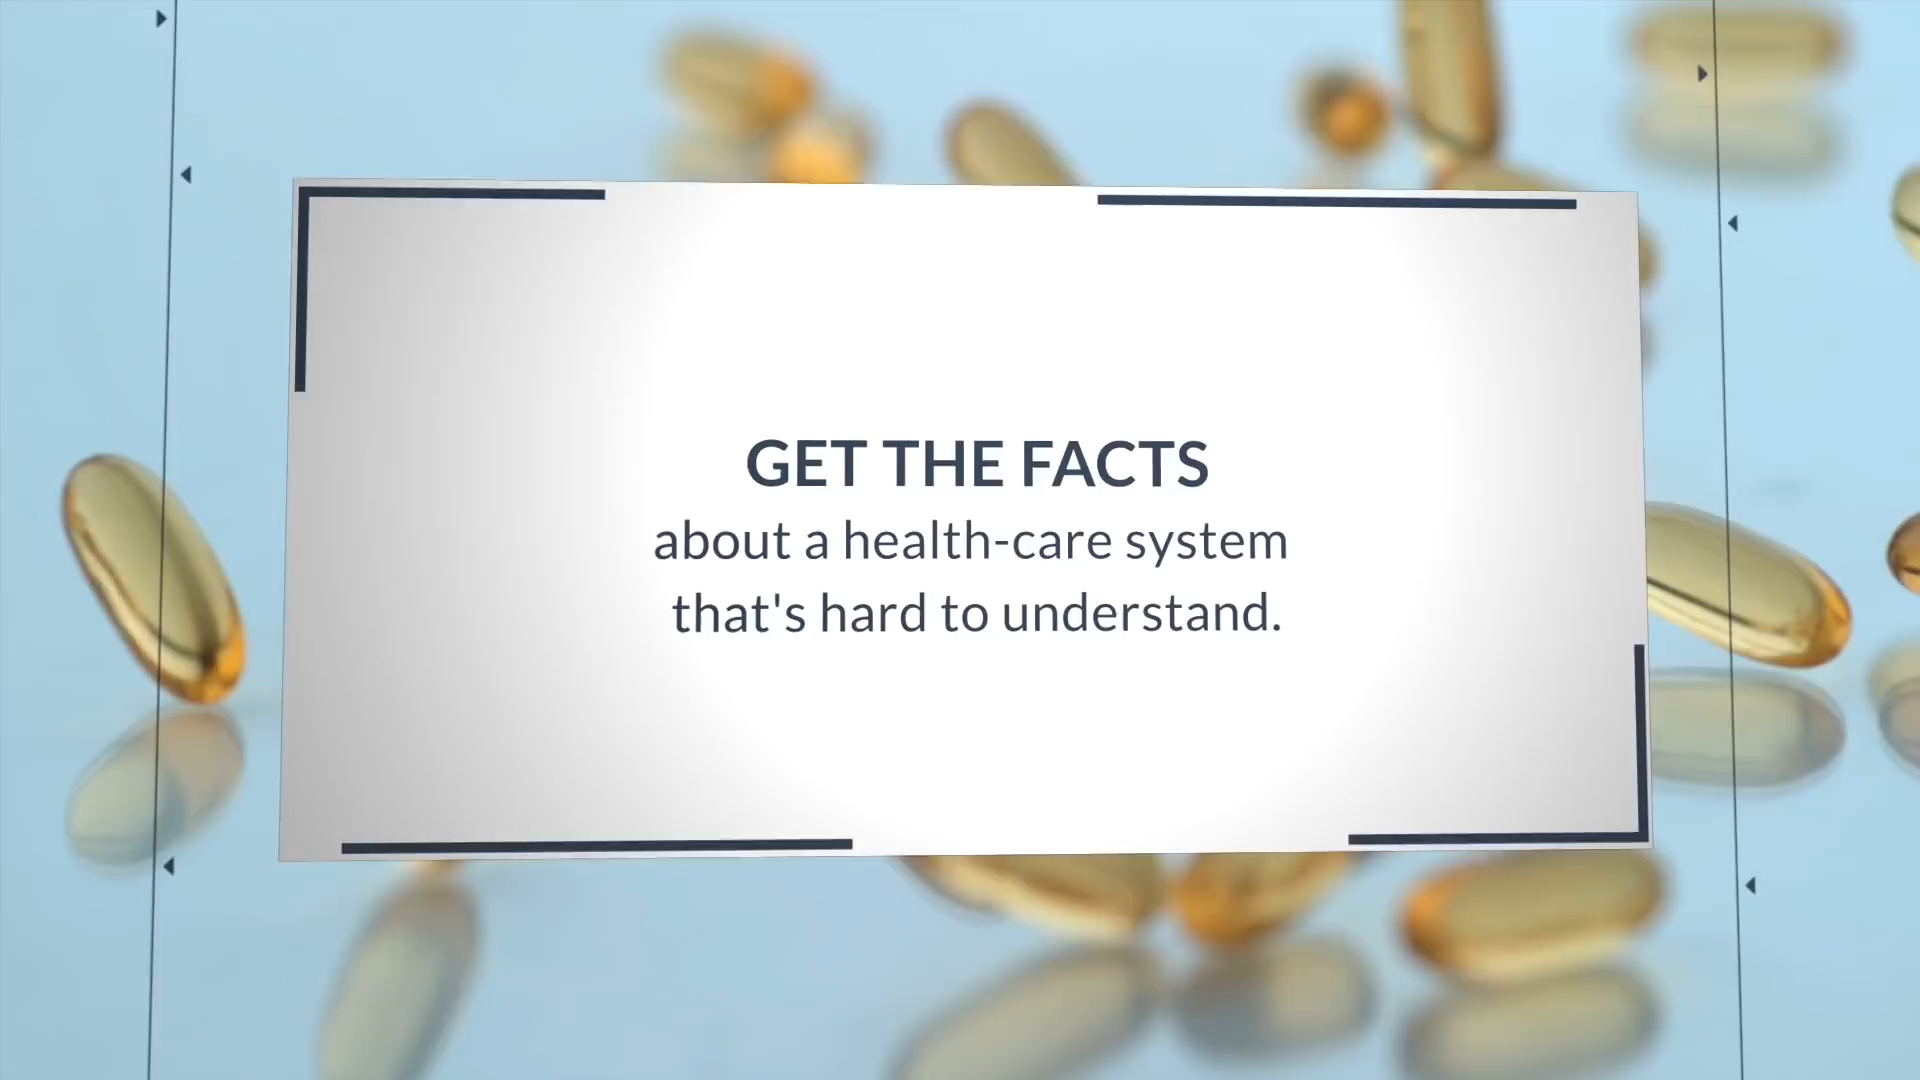 GET THE FACTS
about a health-care system
that's hard to understand.